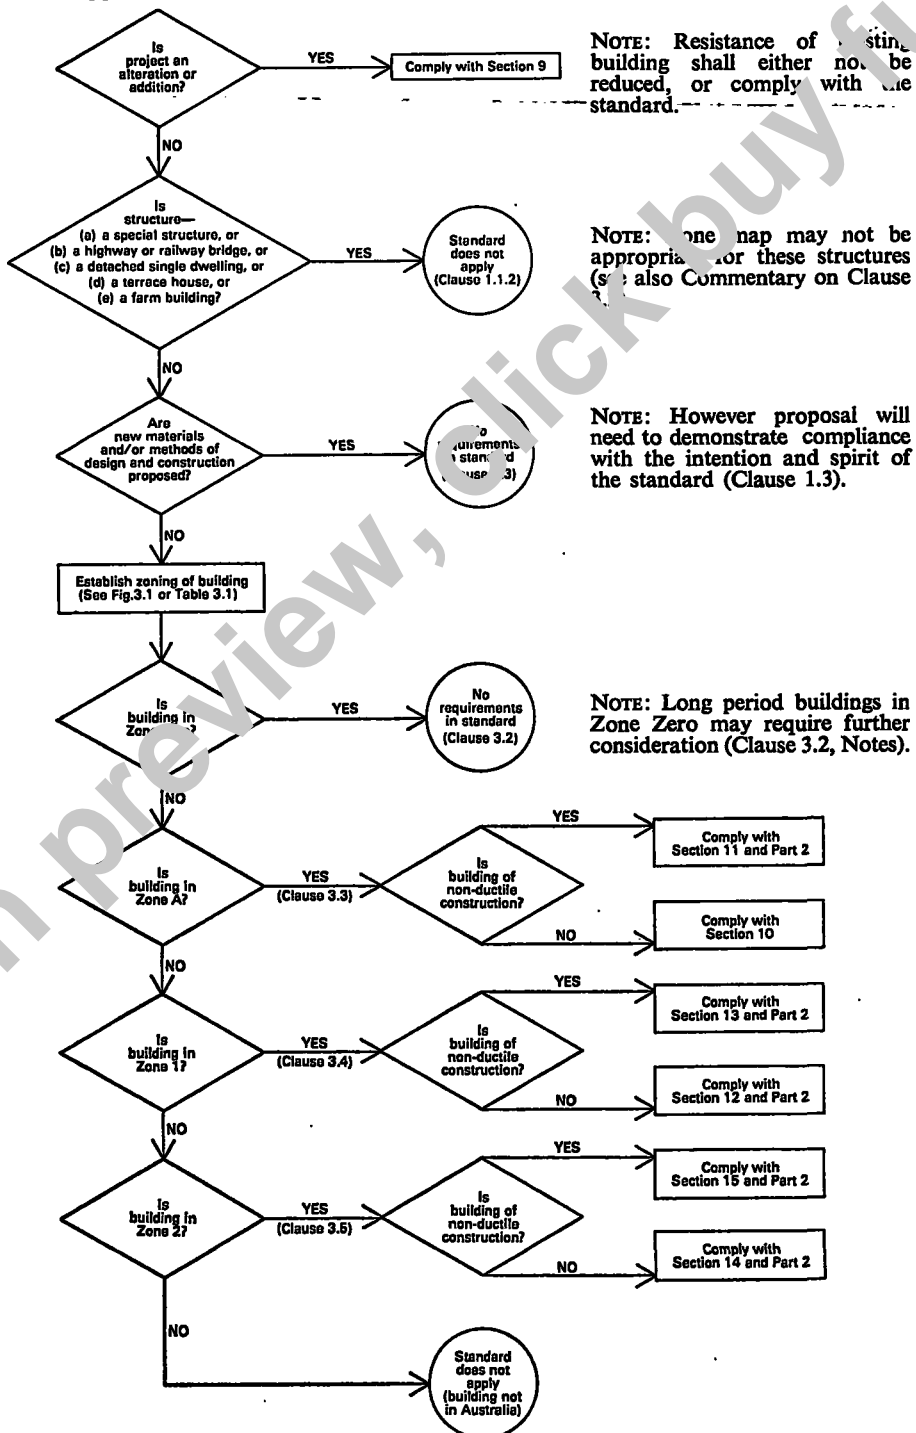 Is
project an
alteration or
addition?
YES
Comply with Section 9
NOTE: Resistance of
building shall either be
reduced, or comply with
standard.
NO
Is
structure—
(a) a special structure, or
(b) a highway or railway bridge, or
(c) a detached single dwelling, or
(d) a terrace house, or
(e) a farm building?
YES
Standard
does not
apply
(Clause 1.1.2)
NOTE: map may not be
for these structures
also Commentary on Clause
NO
Are
new materials
and/or methods of
design and construction
proposed?
YES
in standard
NOTE: However proposal will
need to demonstrate compliance
with the intention and spirit of
the standard (Clause 1.3).
NO
Establish zoning of building
(See Fig.3.1 or Table 3.1)
Is
building in
YES
No
requirements
in standard
(Clause 3.2)
NOTE: Long period buildings in
Zone Zero may require further
consideration (Clause 3.2, Notes).
NO
Is
building in
Zone A?
YES
(Clause 3.3)
Is
building of
non-ductile
construction?
YES
Comply with
Section 11 and Part 2
NO
Comply with
Section 10
NO
Is
building in
Zone 1?
YES
(Clause 3.4)
Is
building of
non-ductile
construction?
YES
Comply with
Section 13 and Part 2
NO
Comply with
Section 12 and Part 2
NO
Is
building in
Zone 2?
YES
(Clause 3.5)
Is
building of
non-ductile
construction?
YES
Comply with
Section 15 and Part 2
NO
Comply with
Section 14 and Part 2
NO
Standard
does not
apply
(building not
in Australia)
preview, click buy